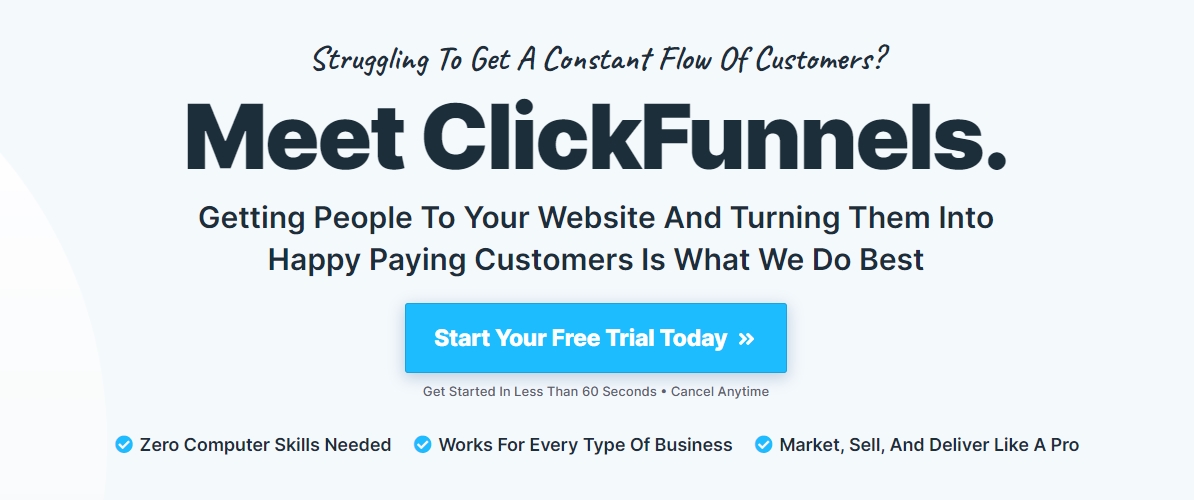 Struggling To Get A Constant Flow Of Customers?
Meet ClickFunnels.
Getting People To Your Website And Turning Them Into
Happy Paying Customers Is What We Do Best
Start Your Free Trial Today »
Get Started In Less Than 60 Seconds • Cancel Anytime
Zero Computer Skills Needed Works For Every Type Of Business Market, Sell, And Deliver Like A Pro